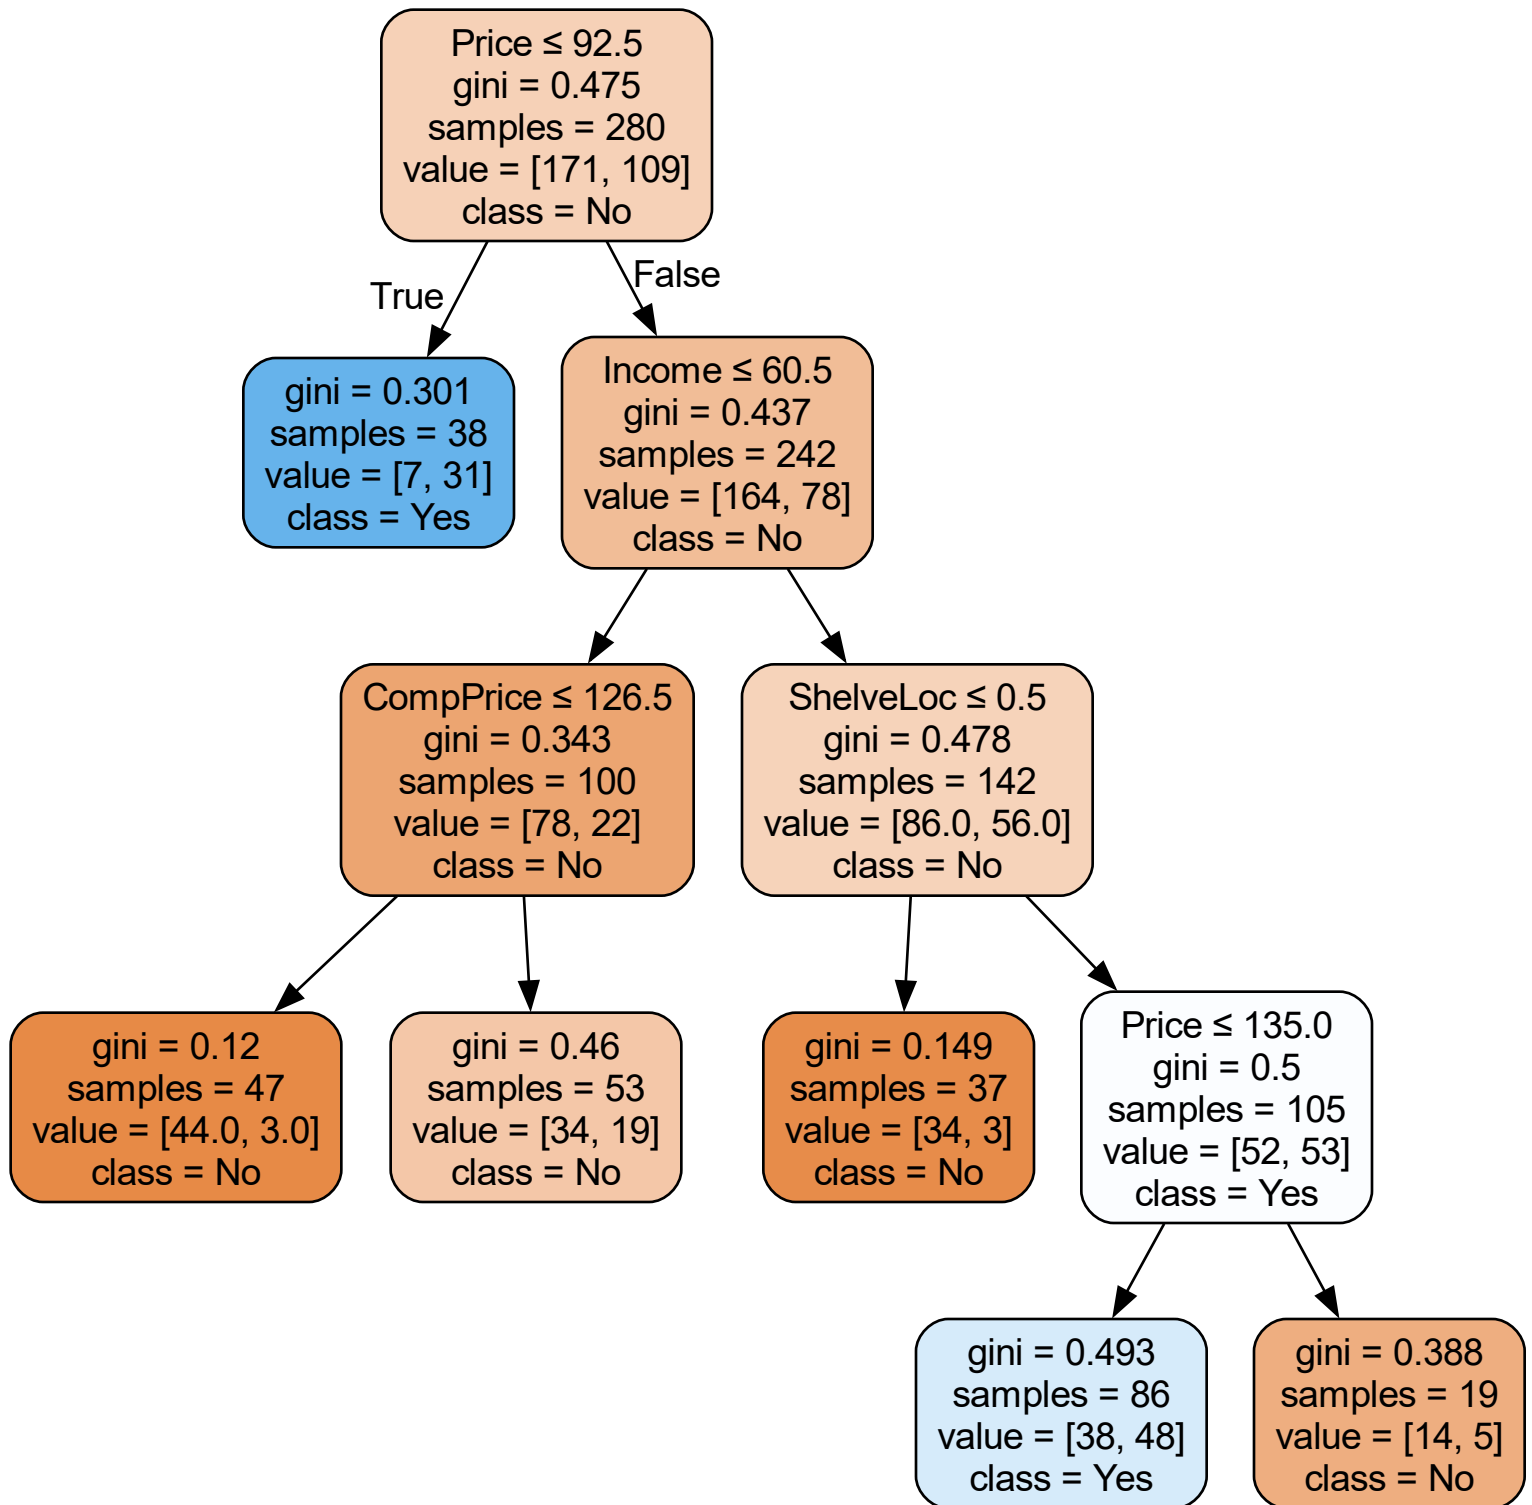 Price ≤ 92.5
gini = 0.475
samples = 280
value = [171, 109]
class = No
True
False
gini = 0.301
samples = 38
value = [7, 31]
class = Yes
Income ≤ 60.5
gini = 0.437
samples = 242
value = [164, 78]
class = No
CompPrice ≤ 126.5
gini = 0.343
samples = 100
value = [78, 22]
class = No
ShelveLoc ≤ 0.5
gini = 0.478
samples = 142
value = [86.0, 56.0]
class = No
gini = 0.12
samples = 47
value = [44.0, 3.0]
class = No
gini = 0.46
samples = 53
value = [34, 19]
class = No
gini = 0.149
samples = 37
value = [34, 3]
class = No
Price ≤ 135.0
gini = 0.5
samples = 105
value = [52, 53]
class = Yes
gini = 0.493
samples = 86
value = [38, 48]
class = Yes
gini = 0.388
samples = 19
value = [14, 5]
class = No